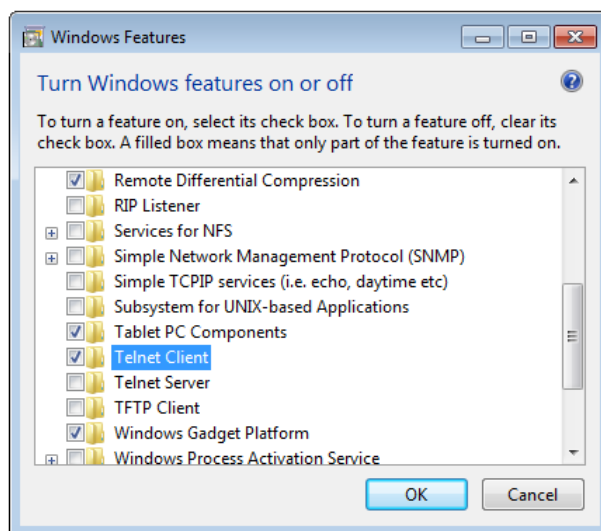 Windows Features
Turn Windows features on or off
To turn a feature on, select its check box. To turn a feature off, clear its
check box. A filled box means that only part of the feature is turned on.
Remote Differential Compression
RIP Listener
Services for NFS
Simple Network Management Protocol (SNMP)
Simple TCPIP services (i.e. echo, daytime etc)
Subsystem for UNIX-based Applications
Tablet PC Components
Telnet Client
Telnet Server
TFTP Client
Windows Gadget Platform
Windows Process Activation Service
OK Cancel